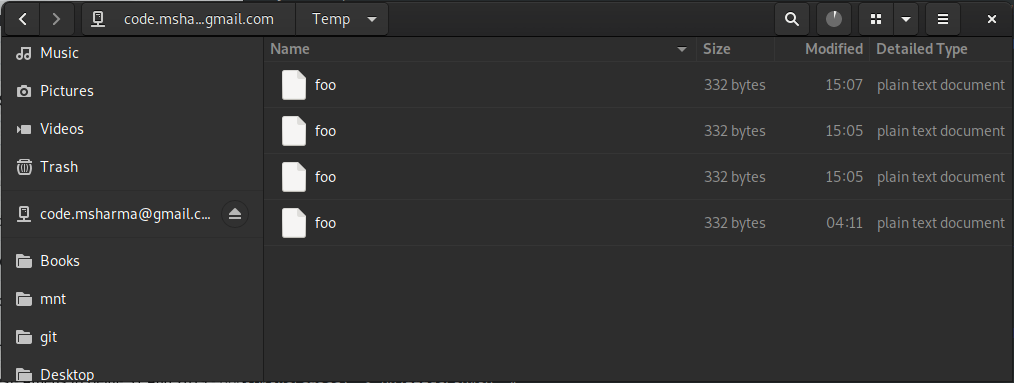 code.msha...gmail.com Temp
Name Size Modified Detailed Type
Music
foo 332 bytes 15:07 plain text document
Pictures
Videos
foo 332 bytes 15:05 plain text document
Trash
foo 332 bytes 15:05 plain text document
code.msharma@gmail.c...
foo 332 bytes 04:11 plain text document
Books
mnt
git
Desktop